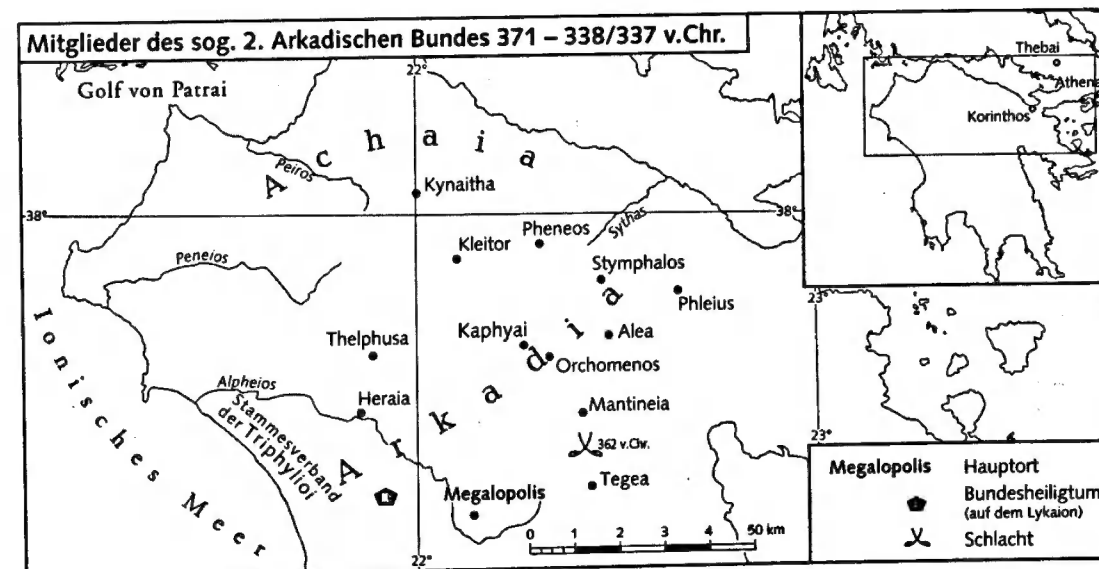 Mitglieder des sog. 2. Arkadischen Bundes 371 – 338/337 v.Chr.
22°
Golf von Patrai
Achaia
Peiros
Kynaitha
38°
38°
Sythas
Pheneos
Kleitor
Peneios
Stymphalos
Phleius
Ionisches Meer
Thelphusa
Kaphyai
Alea
Orchomenos
Arkadia
Alpheios
Heraia
Mantineia
Stammesverband
der Triphylioi
362 v.Chr.
Tegea
Megalopolis
22°
0 1 2 3 4 50 km
Thebai
Athenai
Korinthos
23°
23°
Megalopolis Hauptort
Bundesheiligtum
(auf dem Lykaion)
Schlacht